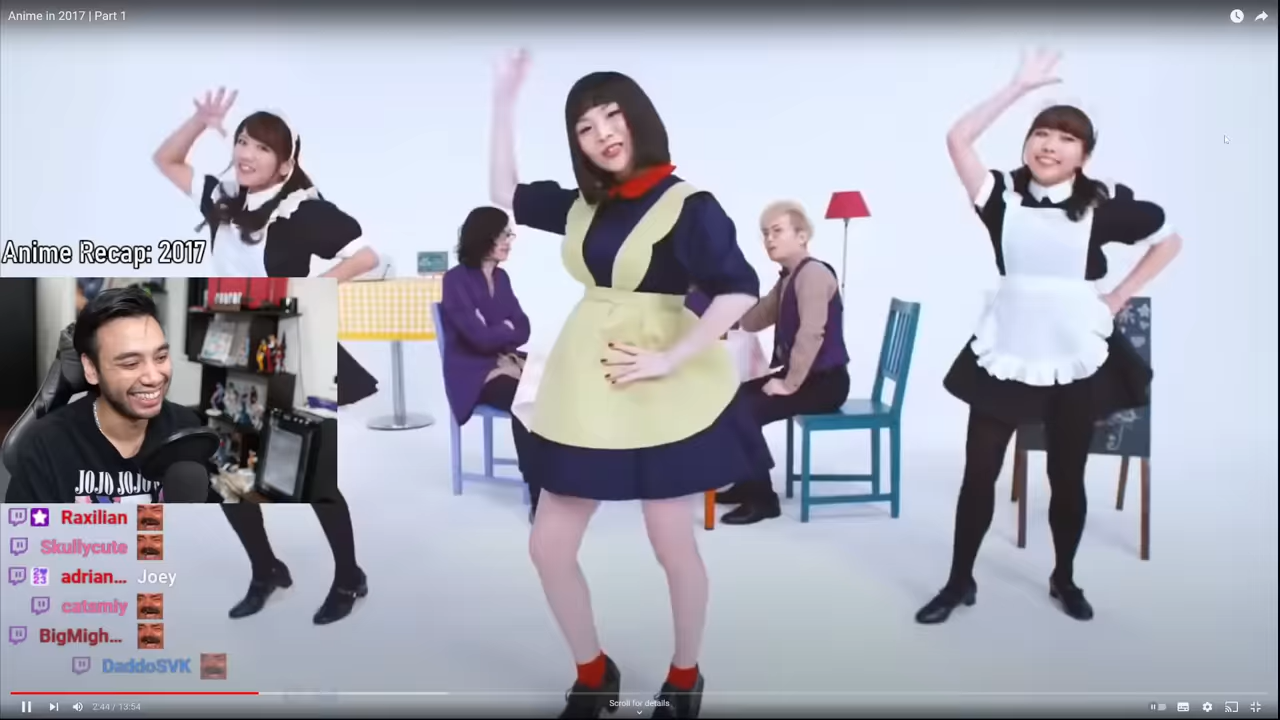 Anime in 2017 | Part 1
Anime Recap: 2017
JOJO JOJO
Raxilian
Skullycute
adrian... Joey
catamly
BigMigh...
DaddoSVK
2:44 / 13:54
Scroll for details